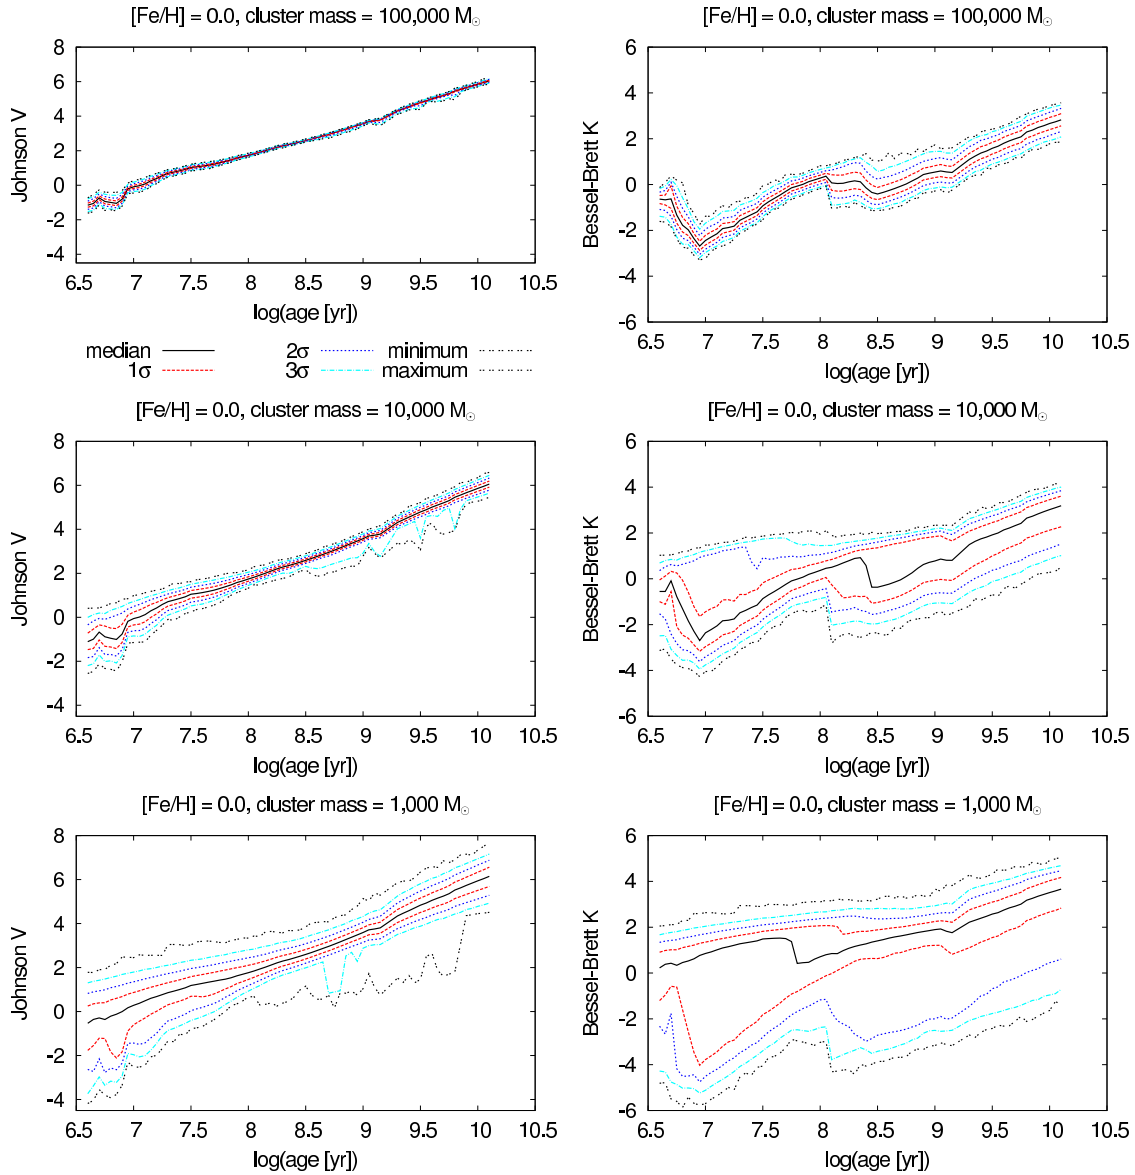 [Fe/H] = 0.0, cluster mass = 100,000 M☉
8
6
4
2
0
-2
-4
Johnson V
6.5 7 7.5 8 8.5 9 9.5 10 10.5
log(age [yr])
[Fe/H] = 0.0, cluster mass = 100,000 M☉
6
4
2
0
-2
-4
-6
Bessel-Brett K
6.5 7 7.5 8 8.5 9 9.5 10 10.5
log(age [yr])
median 2σ minimum
1σ 3σ maximum
[Fe/H] = 0.0, cluster mass = 10,000 M☉
8
6
4
2
0
-2
-4
Johnson V
6.5 7 7.5 8 8.5 9 9.5 10 10.5
log(age [yr])
[Fe/H] = 0.0, cluster mass = 10,000 M☉
6
4
2
0
-2
-4
-6
Bessel-Brett K
6.5 7 7.5 8 8.5 9 9.5 10 10.5
log(age [yr])
[Fe/H] = 0.0, cluster mass = 1,000 M☉
8
6
4
2
0
-2
-4
Johnson V
6.5 7 7.5 8 8.5 9 9.5 10 10.5
log(age [yr])
[Fe/H] = 0.0, cluster mass = 1,000 M☉
6
4
2
0
-2
-4
-6
Bessel-Brett K
6.5 7 7.5 8 8.5 9 9.5 10 10.5
log(age [yr])